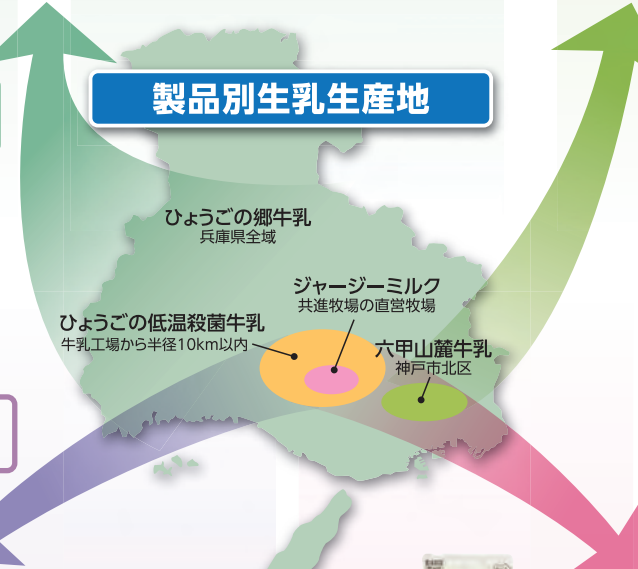 製品別生乳生産地
ひょうごの郷牛乳
兵庫県全域
ジャージーミルク
共進牧場の直営牧場
ひょうごの低温殺菌牛乳
牛乳工場から半径10km以内
六甲山麓牛乳
神戸市北区